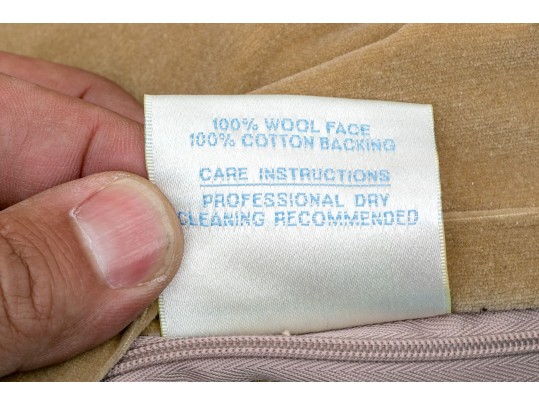 100% WOOL FACE
100% COTTON BACKING
CARE INSTRUCTIONS
PROFESSIONAL DRY
CLEANING RECOMMENDED